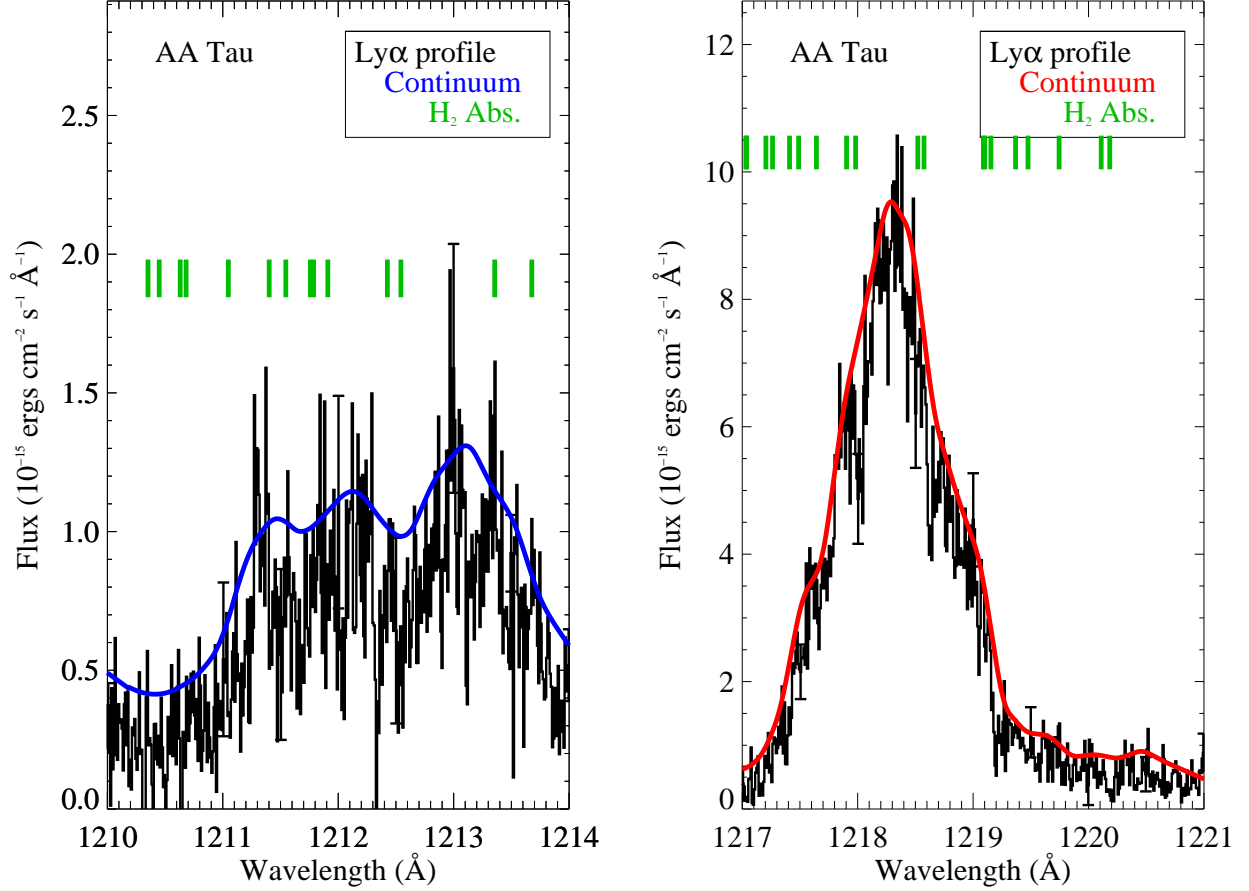 AA Tau
Lyα profile
Continuum
H₂ Abs.
2.5
2.0
1.5
1.0
0.5
0.0
1210 1211 1212 1213 1214
Wavelength (Å)
Flux (10⁻¹⁵ ergs cm⁻² s⁻¹ Å⁻¹)
AA Tau
Lyα profile
Continuum
H₂ Abs.
12
10
8
6
4
2
0
1217 1218 1219 1220 1221
Wavelength (Å)
Flux (10⁻¹⁵ ergs cm⁻² s⁻¹ Å⁻¹)